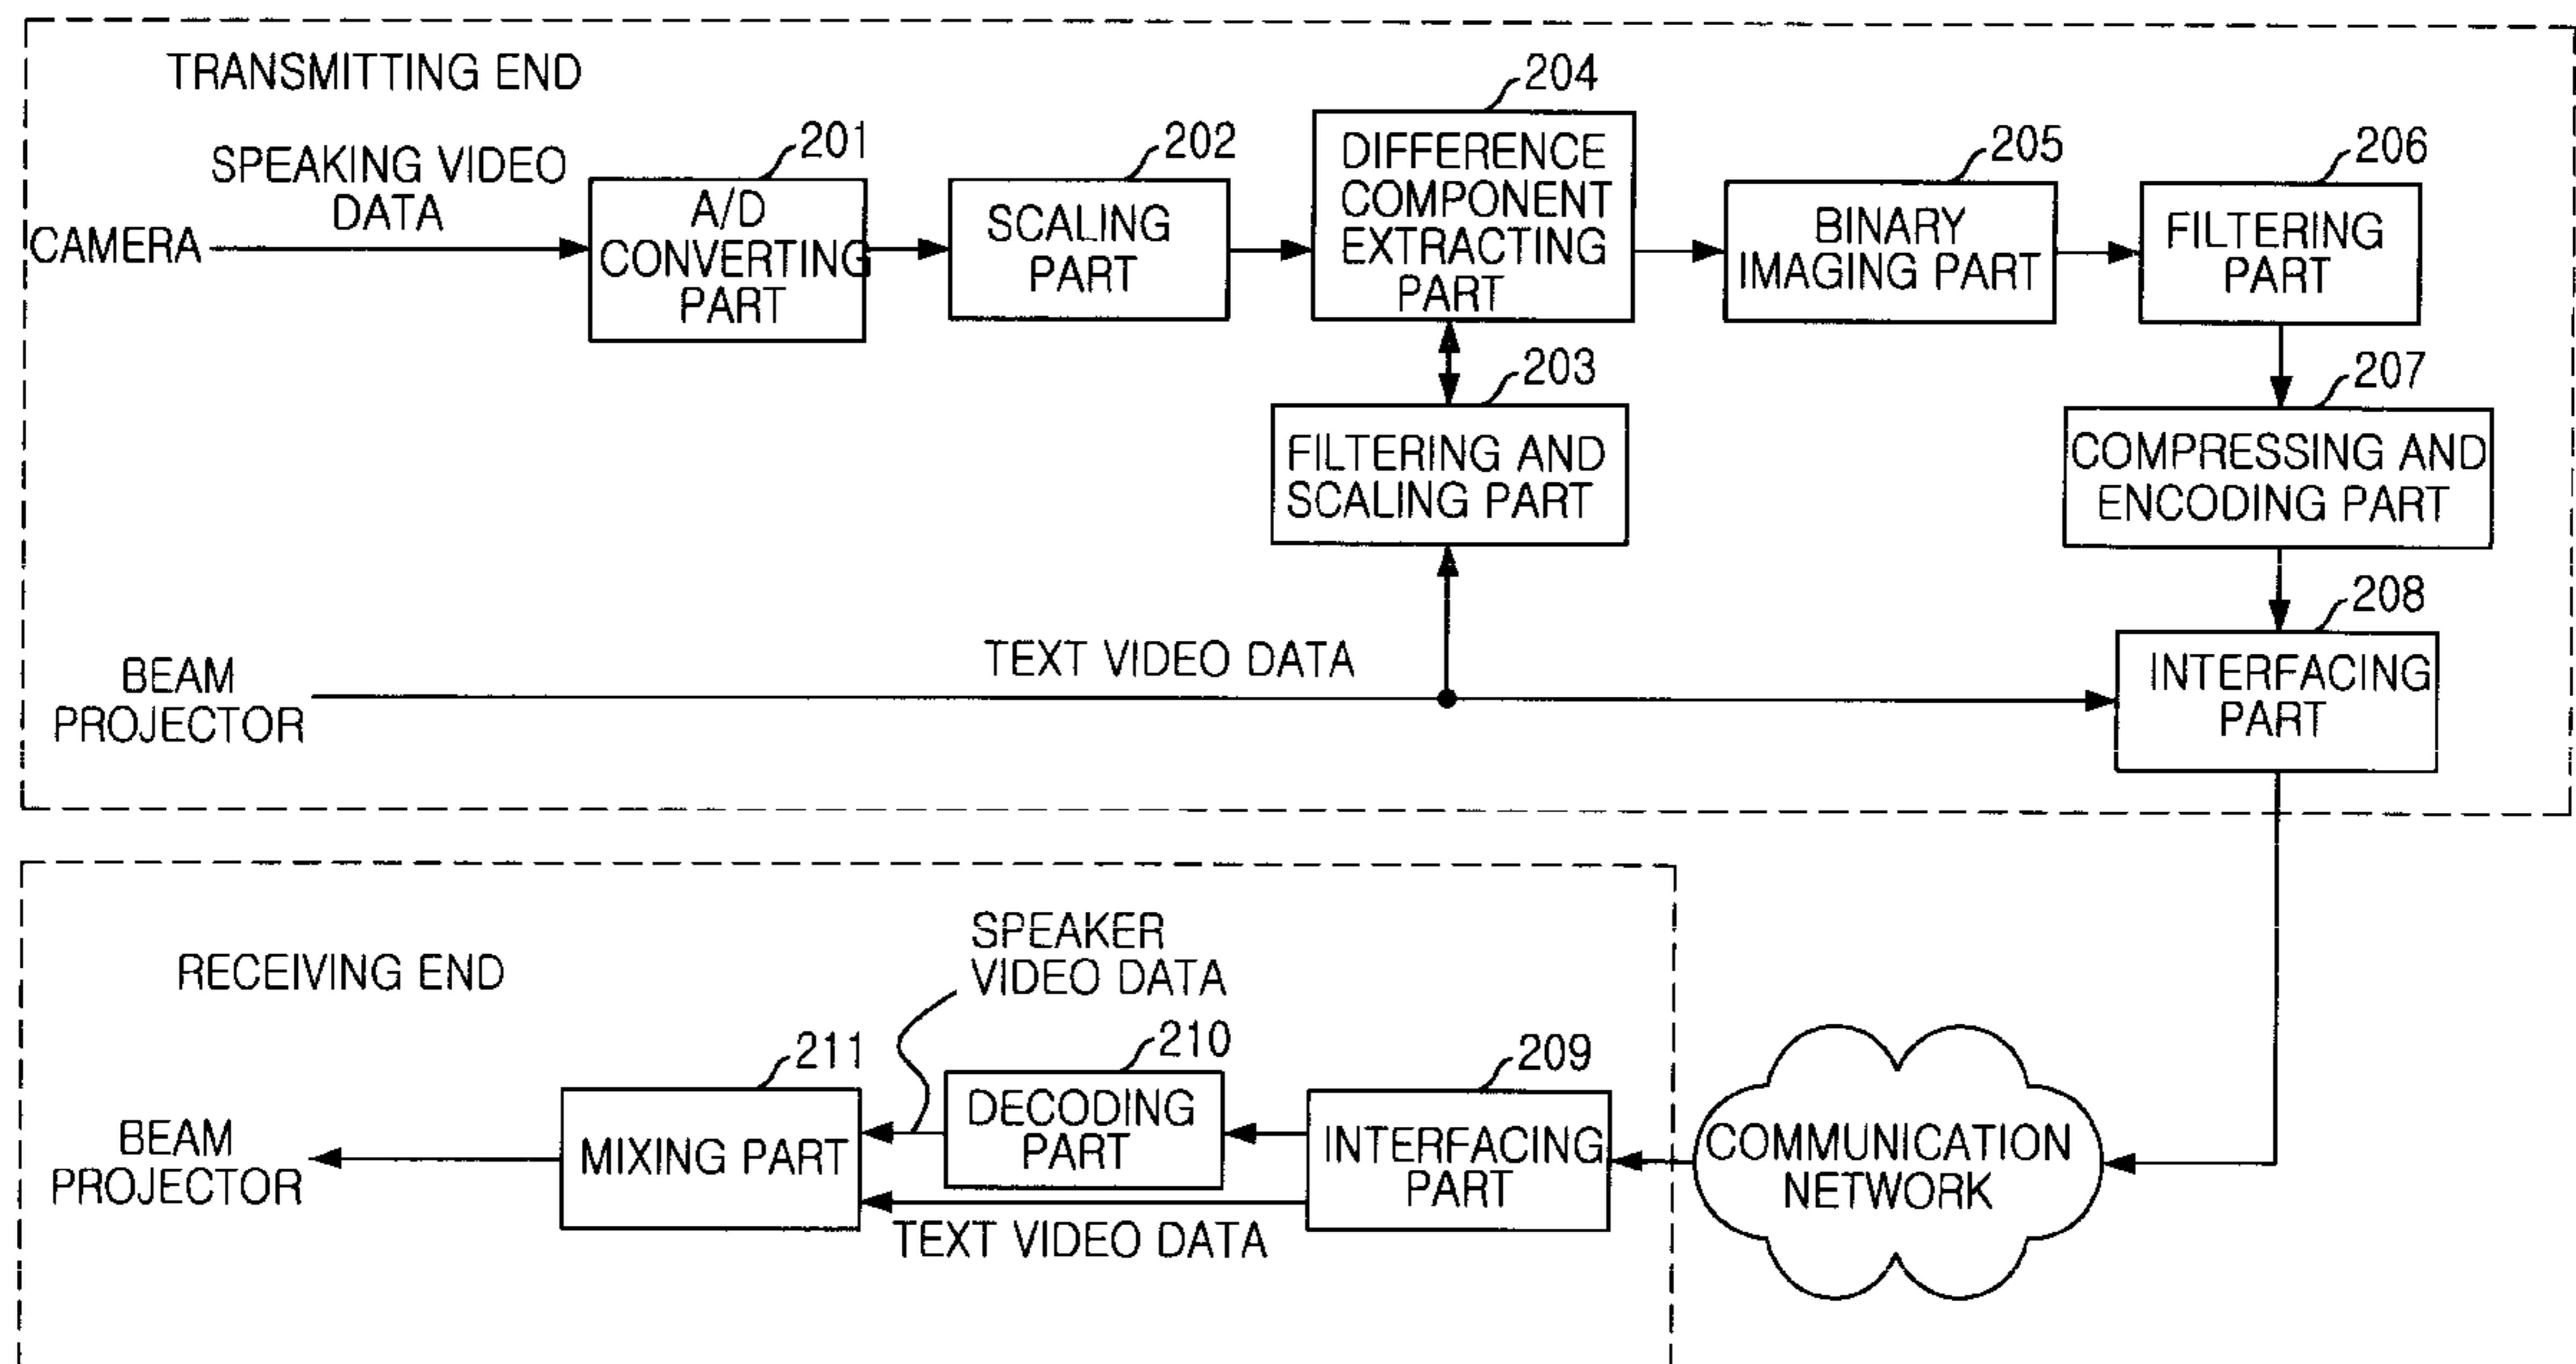 TRANSMITTING END
SPEAKING VIDEO
DATA
CAMERA
201
A/D
CONVERTING
PART
202
SCALING
PART
204
DIFFERENCE
COMPONENT
EXTRACTING
PART
205
BINARY
IMAGING PART
206
FILTERING
PART
203
FILTERING AND
SCALING PART
207
COMPRESSING AND
ENCODING PART
BEAM
PROJECTOR
TEXT VIDEO DATA
208
INTERFACING
PART
RECEIVING END
SPEAKER
VIDEO DATA
BEAM
PROJECTOR
211
MIXING PART
210
DECODING
PART
TEXT VIDEO DATA
209
INTERFACING
PART
COMMUNICATION
NETWORK